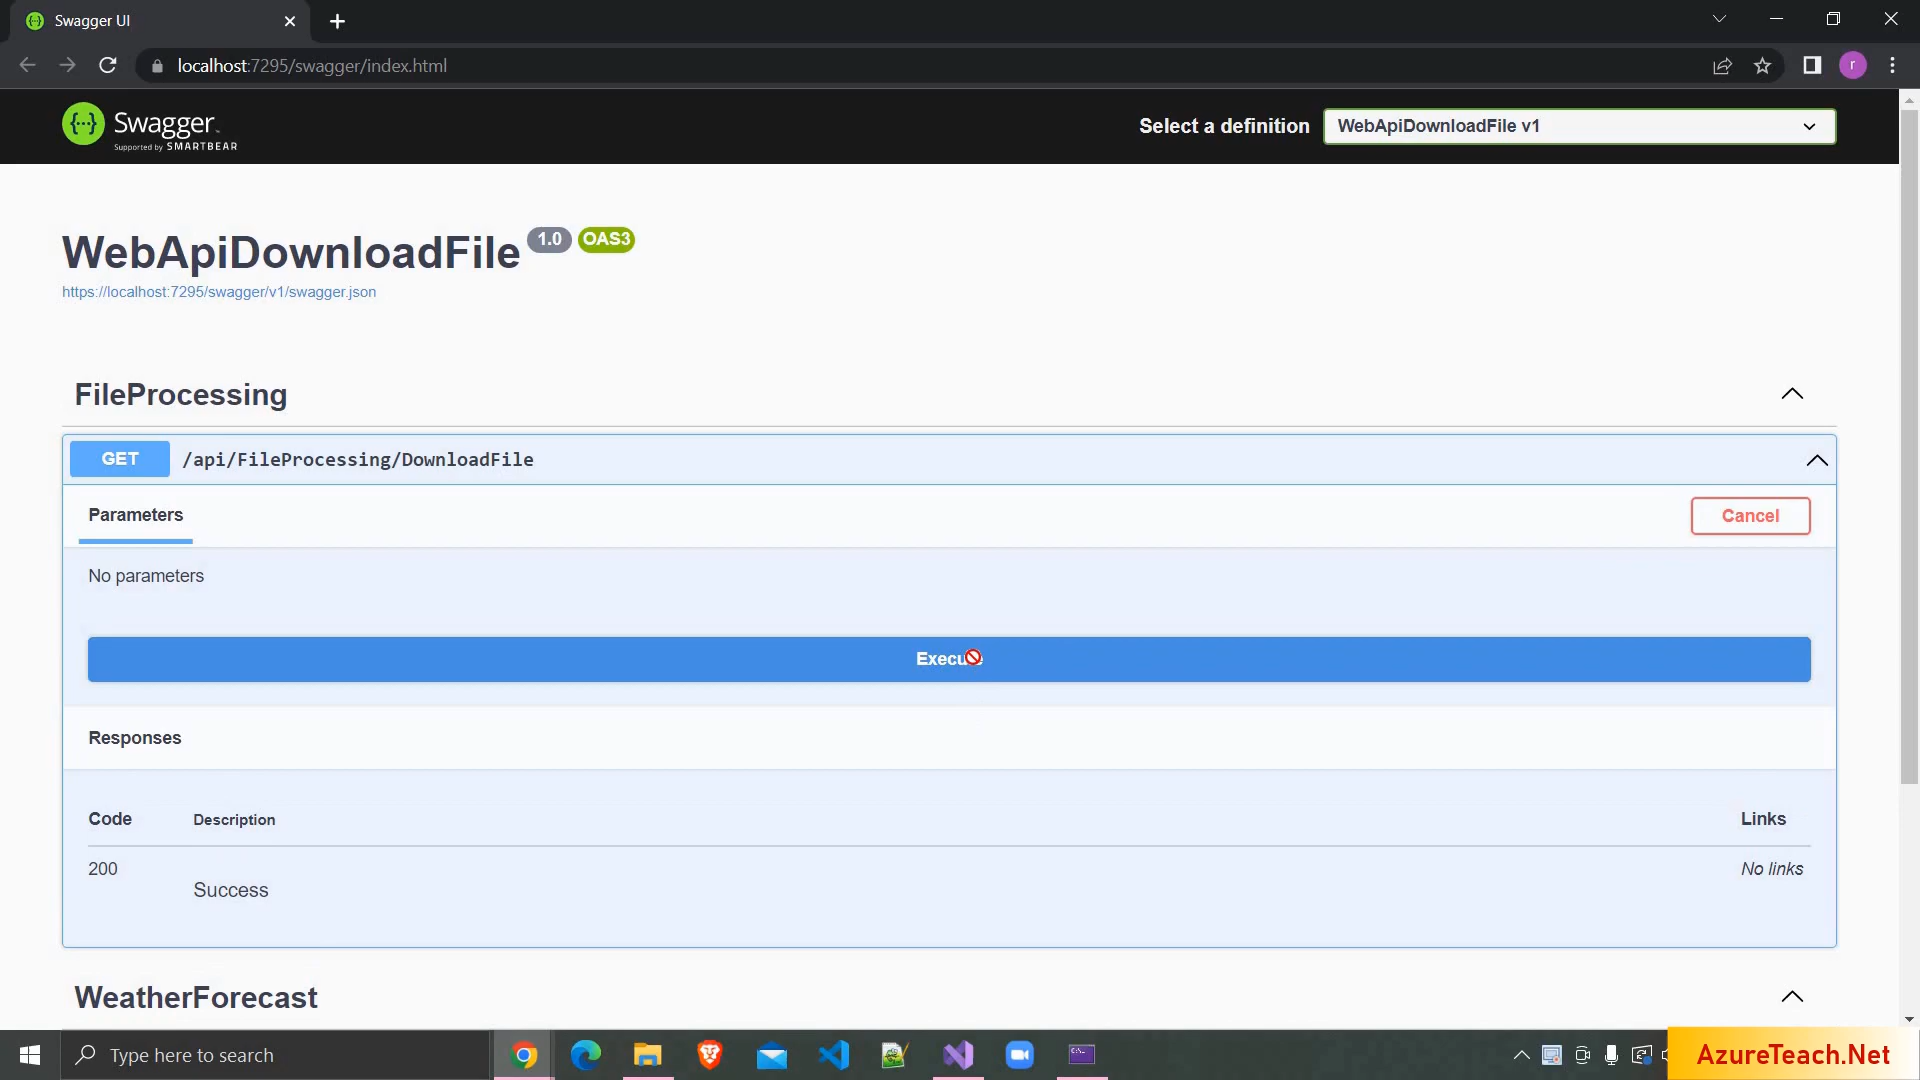 Swagger UI
localhost:7295/swagger/index.html
r
Swagger
Supported by SMARTBEAR
Select a definition
WebApiDownloadFile v1
WebApiDownloadFile 1.0 OAS3
https://localhost:7295/swagger/v1/swagger.json
FileProcessing
GET /api/FileProcessing/DownloadFile
Parameters
Cancel
No parameters
Execute
Responses
Code Description Links
200 Success No links
WeatherForecast
Type here to search
AzureTeach.Net